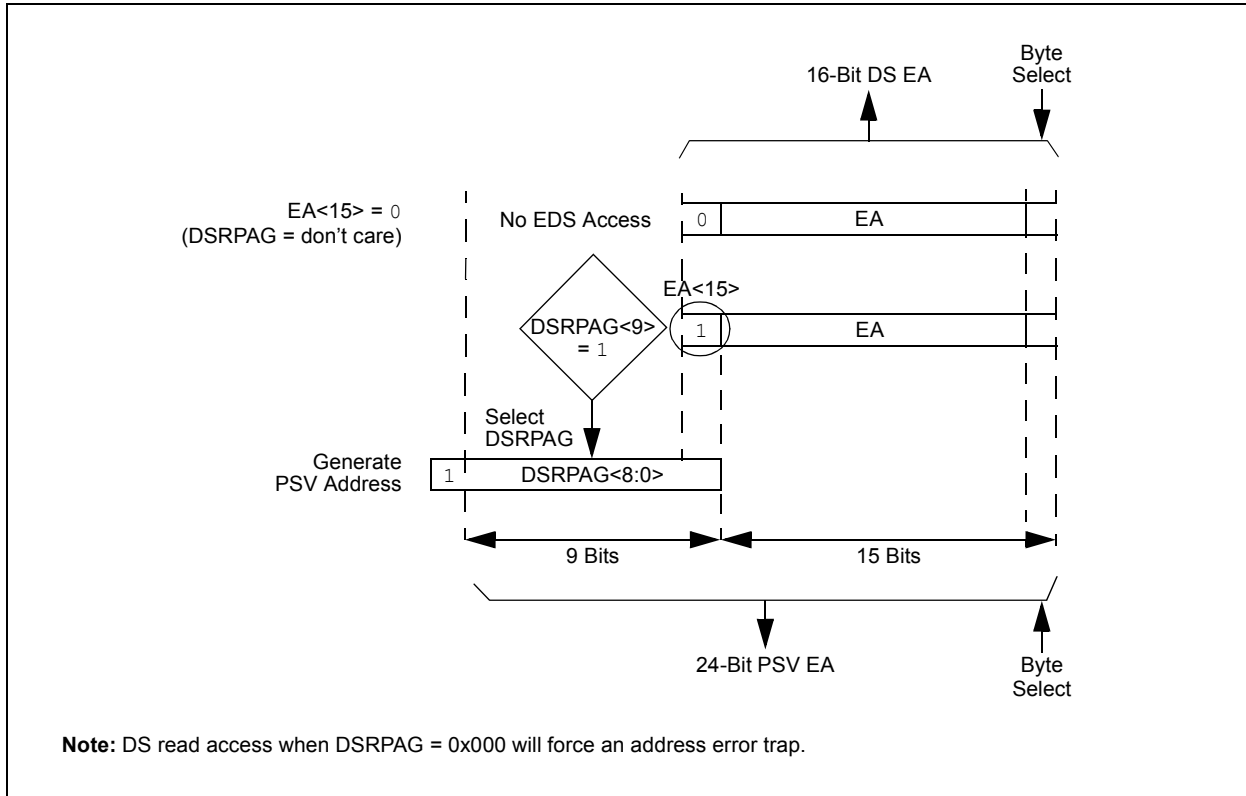 Byte
Select
16-Bit DS EA
EA<15> = 0
(DSRPAG = don't care)
No EDS Access
0
EA
EA<15>
DSRPAG<9>
= 1
1
EA
Select
DSRPAG
Generate
PSV Address
1
DSRPAG<8:0>
9 Bits
15 Bits
24-Bit PSV EA
Byte
Select
Note: DS read access when DSRPAG = 0x000 will force an address error trap.